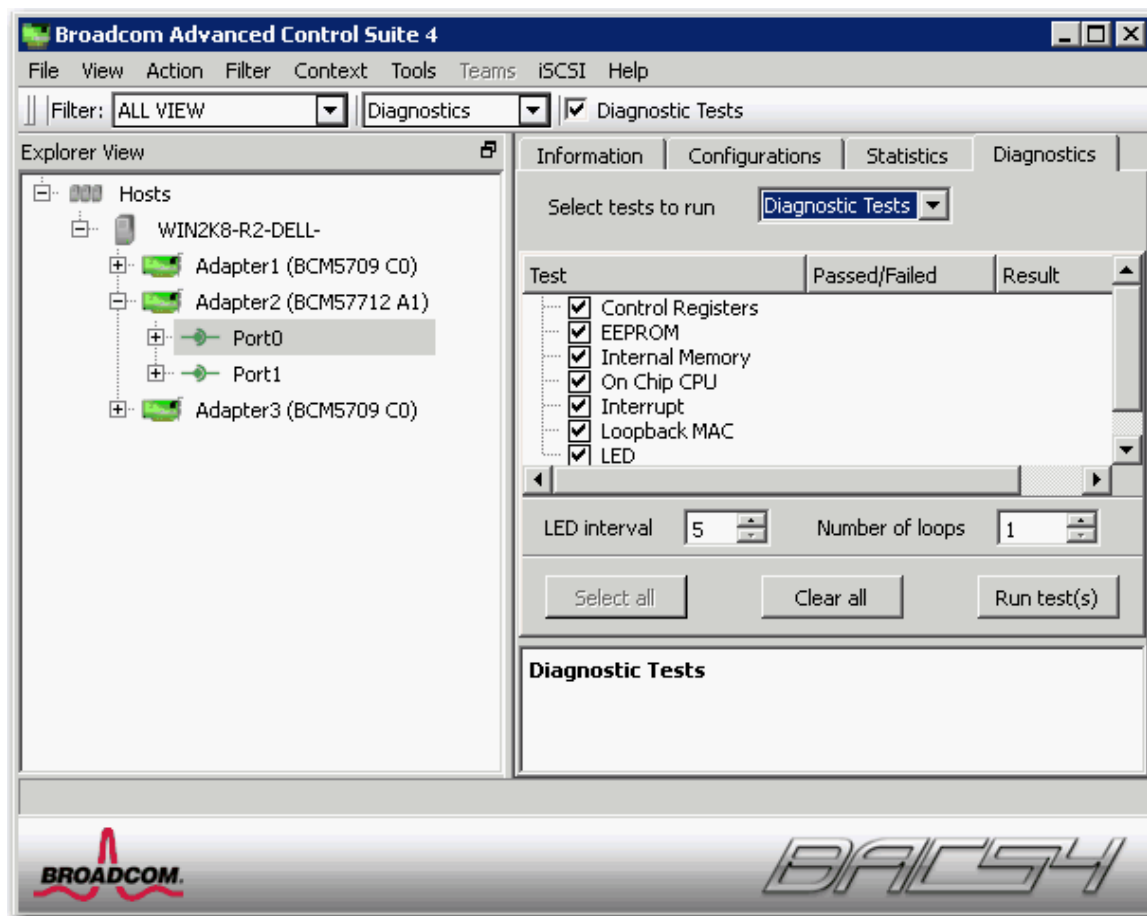 Broadcom Advanced Control Suite 4
File View Action Filter Context Tools Teams iSCSI Help
Filter: ALL VIEW Diagnostics Diagnostic Tests
Explorer View
Hosts
WIN2K8-R2-DELL-
Adapter1 (BCM5709 C0)
Adapter2 (BCM57712 A1)
Port0
Port1
Adapter3 (BCM5709 C0)
Information Configurations Statistics Diagnostics
Select tests to run Diagnostic Tests
Test Passed/Failed Result
Control Registers
EEPROM
Internal Memory
On Chip CPU
Interrupt
Loopback MAC
LED
LED interval 5 Number of loops 1
Select all Clear all Run test(s)
Diagnostic Tests
BROADCOM. BACS4